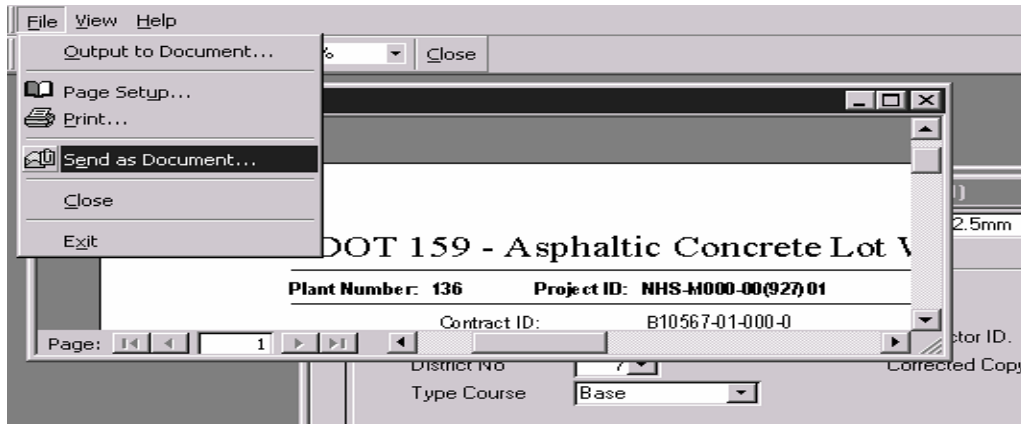 File View Help
Output to Document...
% Close
Page Setup...
Print...
Send as Document...
Close
Exit
2.5mm
DOT 159 - Asphaltic Concrete Lot
Plant Number: 136 Project ID: NHS-M000-00(927) 01
Contract ID: B10567-01-000-0
Page: 1
ctor ID.
District No 7 Corrected Copy
Type Course Base